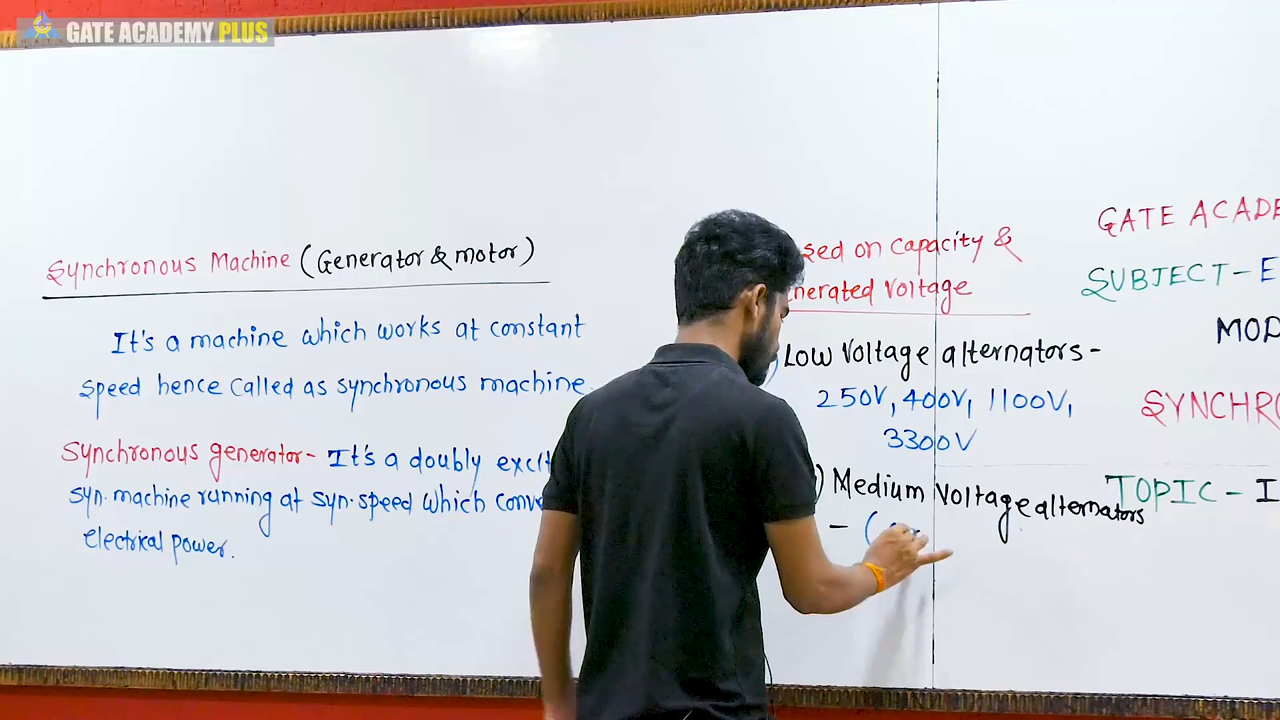 GATE ACADEMY PLUS
Synchronous Machine (Generator & motor)
It's a machine which works at constant
speed hence called as synchronous machine.
Synchronous generator- It's a doubly excit
syn. machine running at syn. speed which conv
electrical power.
sed on capacity &
nerated voltage
Low voltage alternators-
250V, 400V, 1100V,
3300V
) Medium voltage alternators
- (
GATE ACADE
SUBJECT- E
MOD
SYNCHRO
TOPIC - I